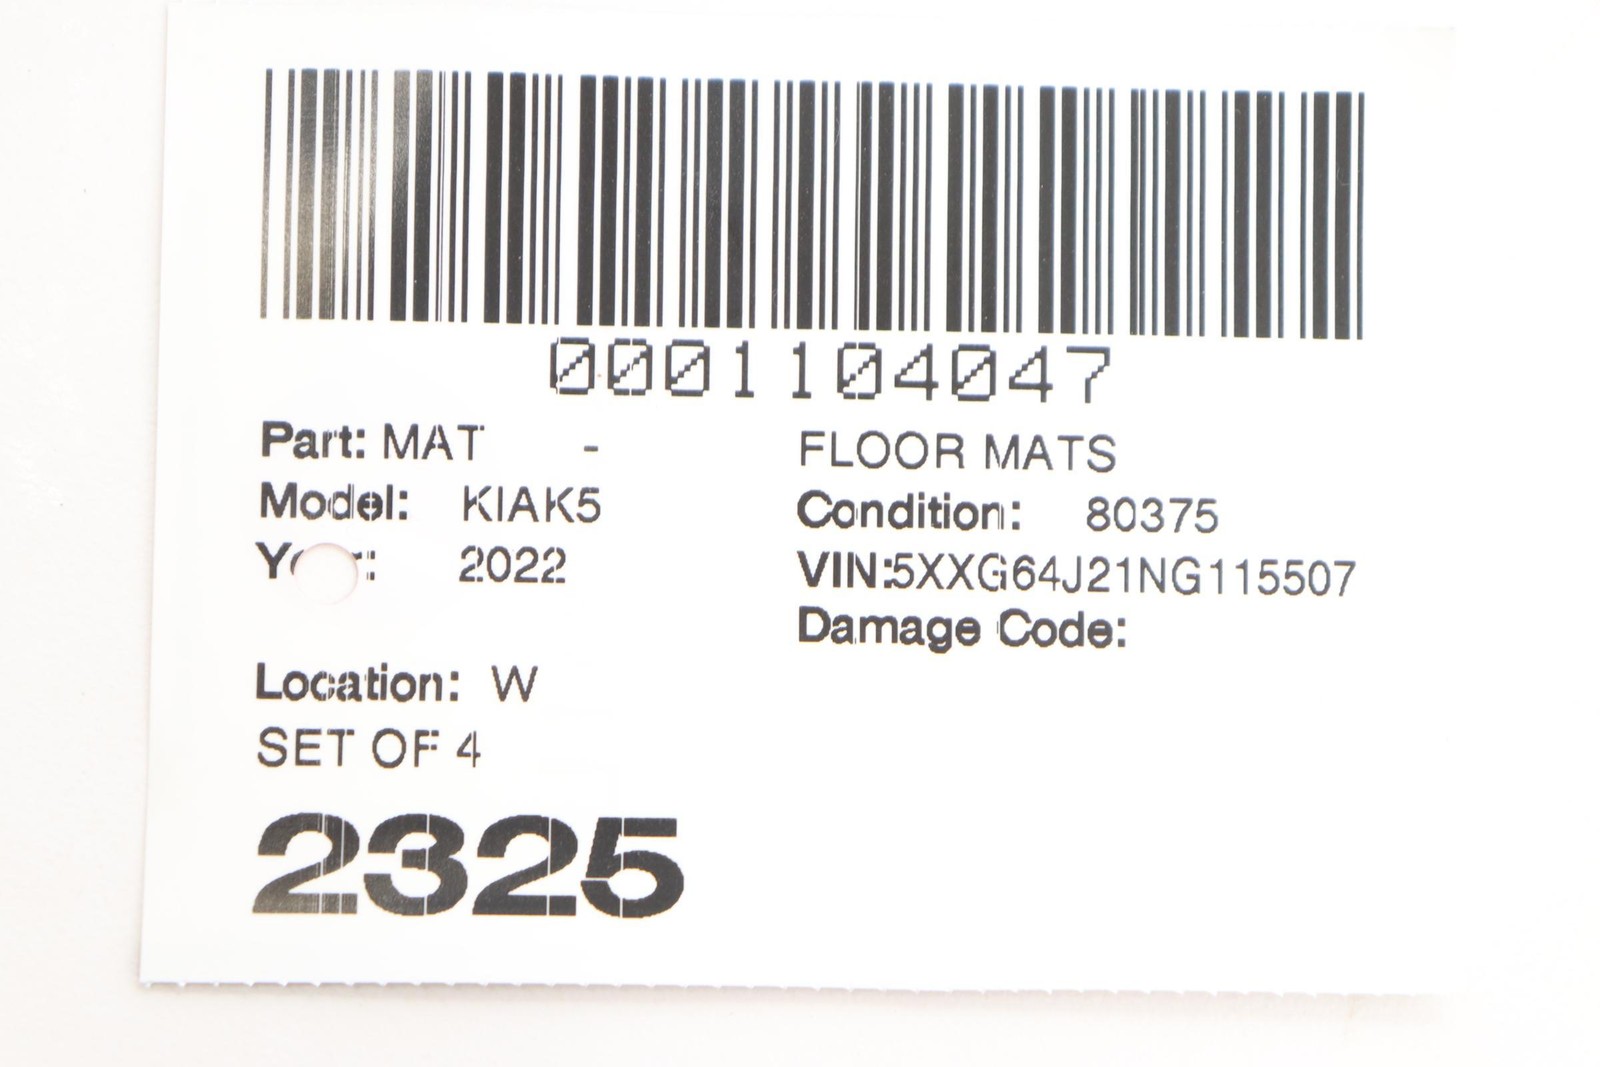 0001104047
Part: MAT - FLOOR MATS
Model: KIAK5 Condition: 80375
2022 VIN:5XXG64J21NG115507
Damage Code:
Location: W
SET OF 4
2325